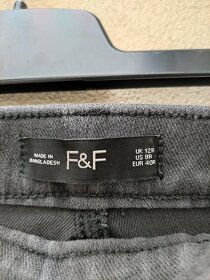 MADE IN
BANGLADESH
F&F
UK 12R
US 8R
EUR 40R